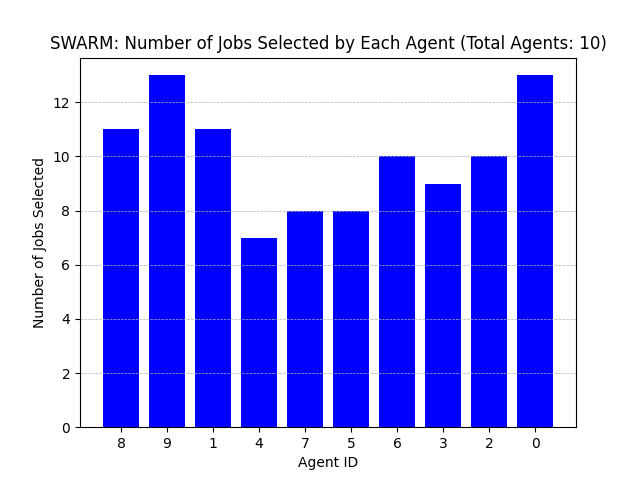 SWARM: Number of Jobs Selected by Each Agent (Total Agents: 10)
12
10
8
6
4
2
0
Number of Jobs Selected
8 9 1 4 7 5 6 3 2 0
Agent ID